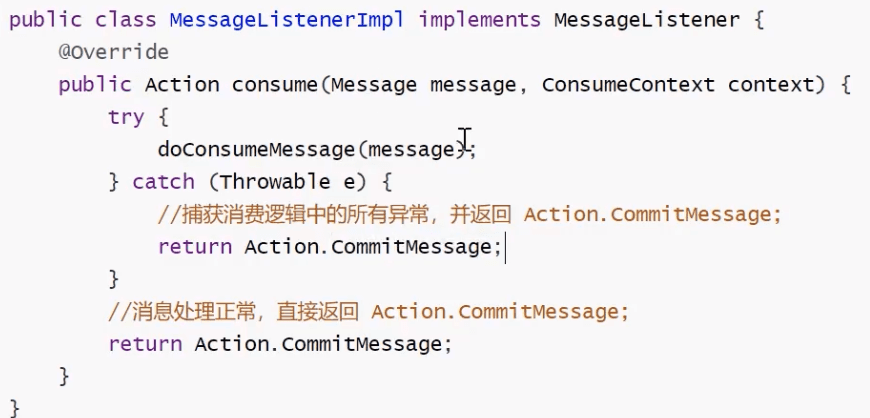 public class MessageListenerImpl implements MessageListener {
    @Override
    public Action consume(Message message, ConsumeContext context) {
        try {
            doConsumeMessage(message);
        } catch (Throwable e) {
            //捕获消费逻辑中的所有异常，并返回 Action.CommitMessage;
            return Action.CommitMessage;
        }
        //消息处理正常，直接返回 Action.CommitMessage;
        return Action.CommitMessage;
    }
}